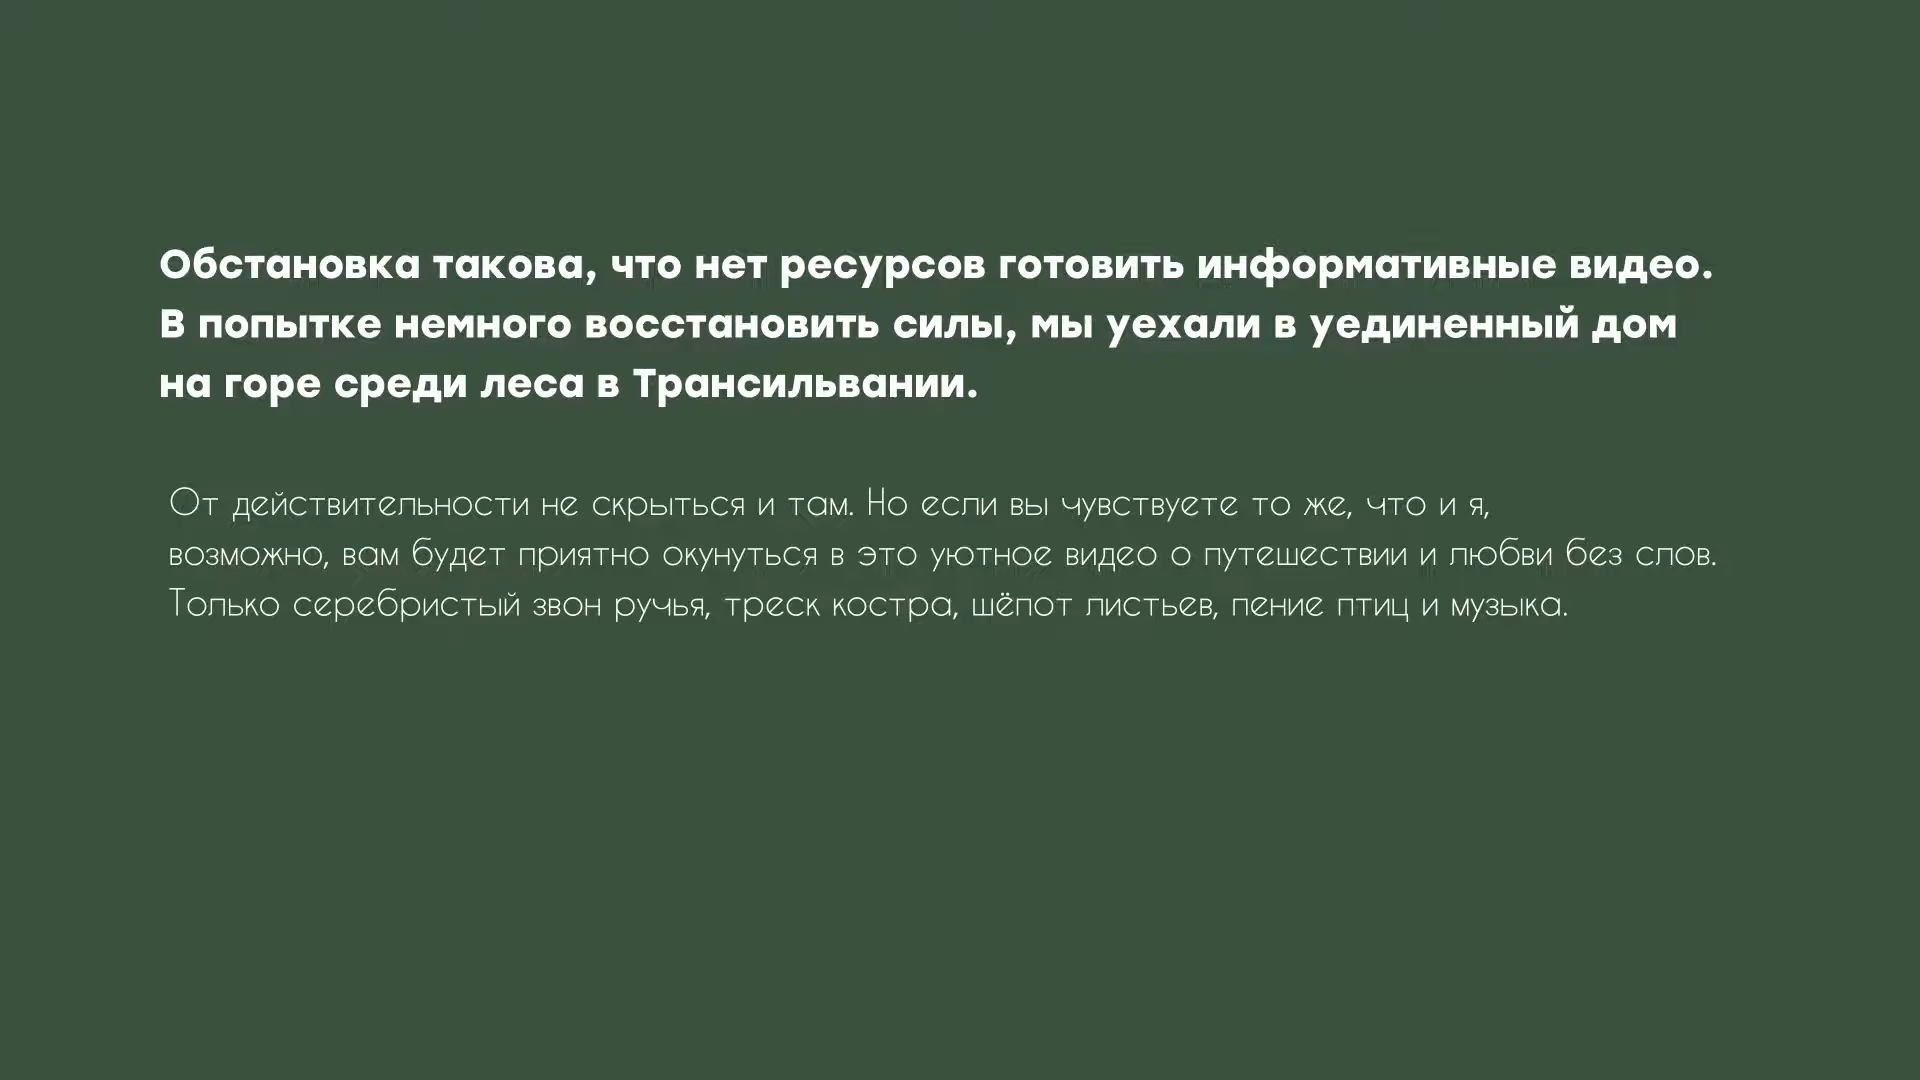 Обстановка такова, что нет ресурсов готовить информативные видео.
В попытке немного восстановить силы, мы уехали в уединенный дом
на горе среди леса в Трансильвании.
От действительности не скрыться и там. Но если вы чувствуете то же, что и я,
возможно, вам будет приятно окунуться в это уютное видео о путешествии и любви без слов.
Только серебристый звон ручья, треск костра, шёпот листьев, пение птиц и музыка.